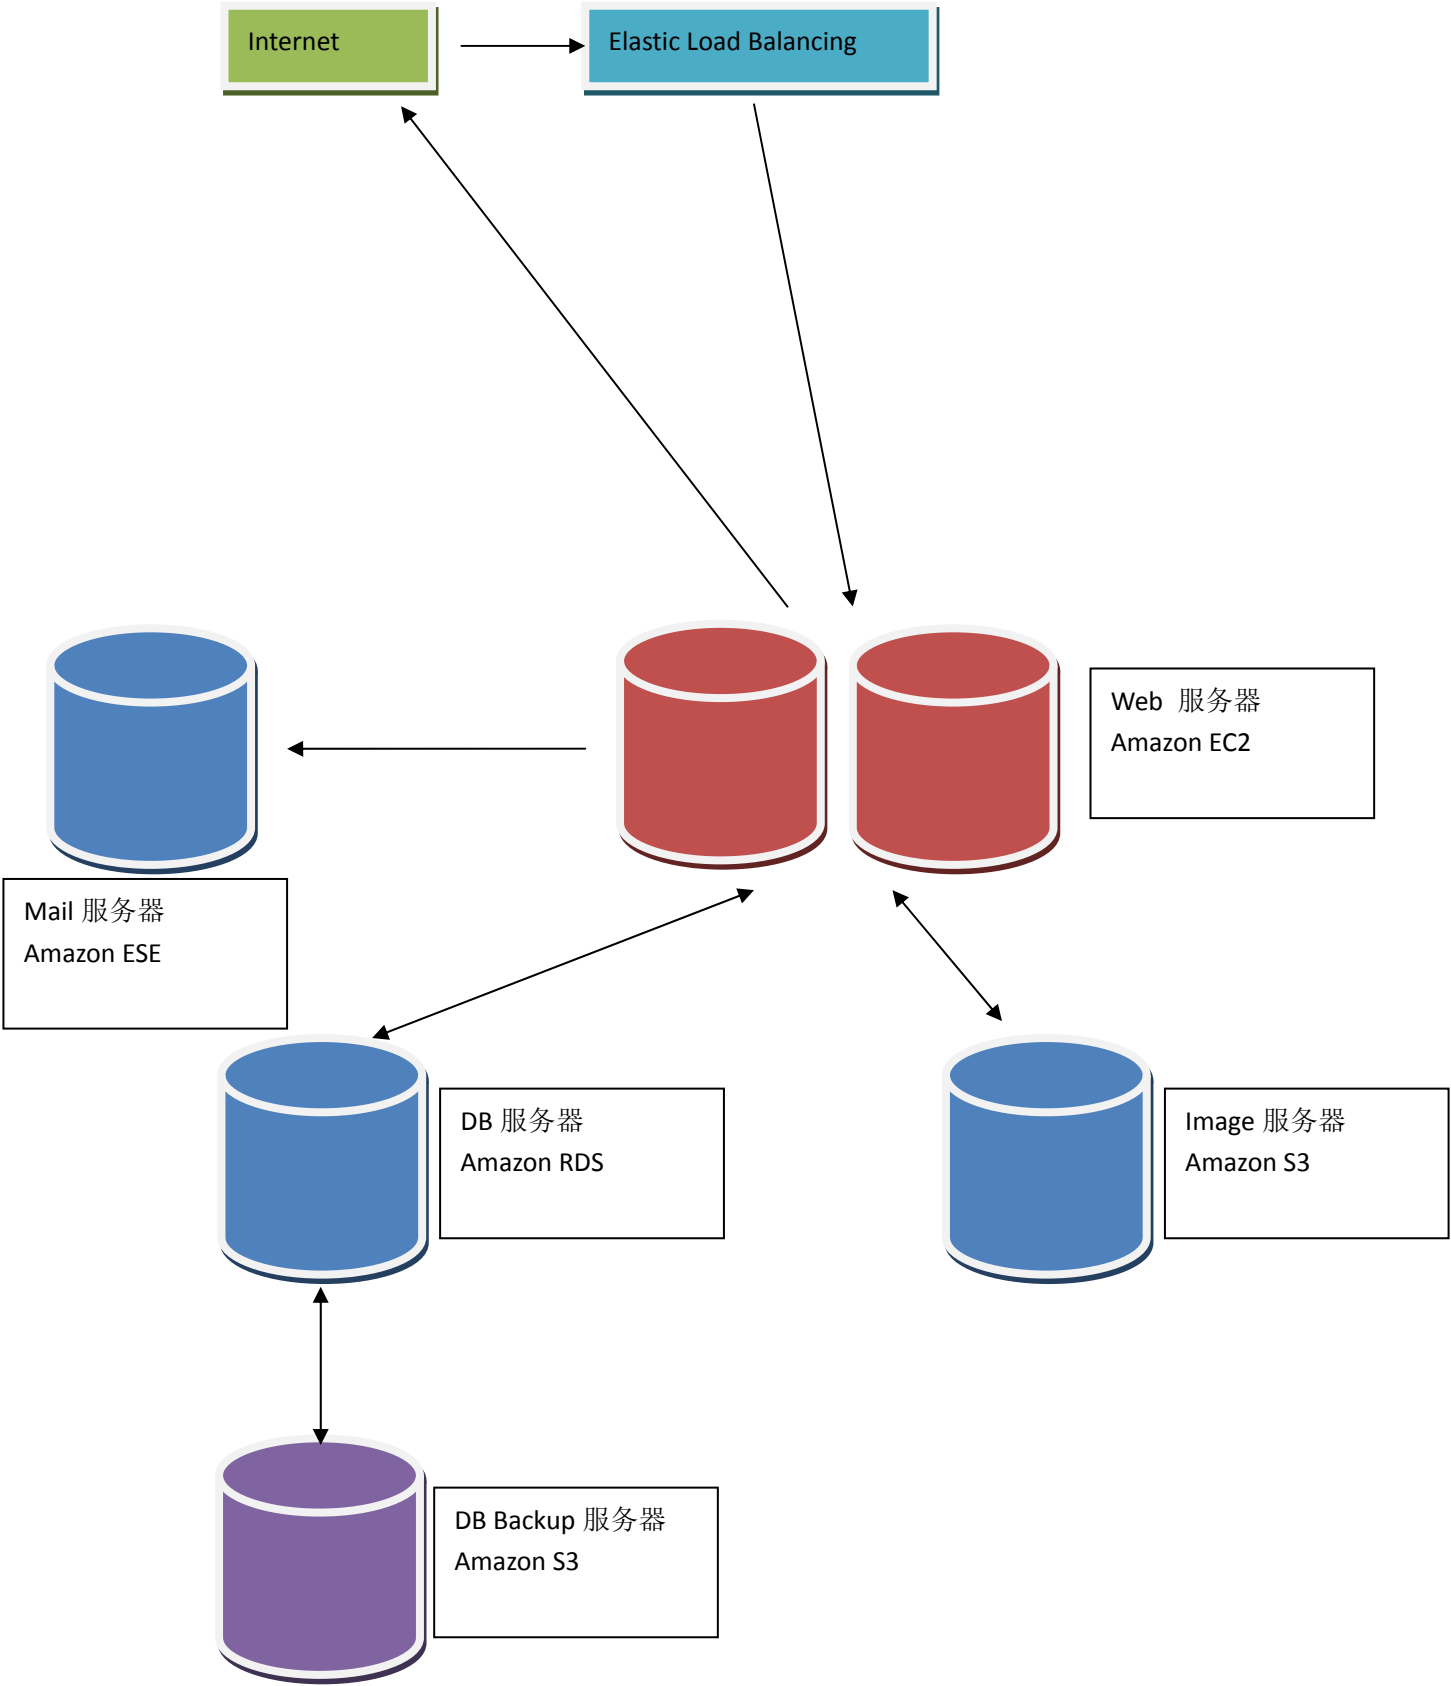 Internet
Elastic Load Balancing
Web 服务器
Amazon EC2
Mail 服务器
Amazon ESE
DB 服务器
Amazon RDS
Image 服务器
Amazon S3
DB Backup 服务器
Amazon S3